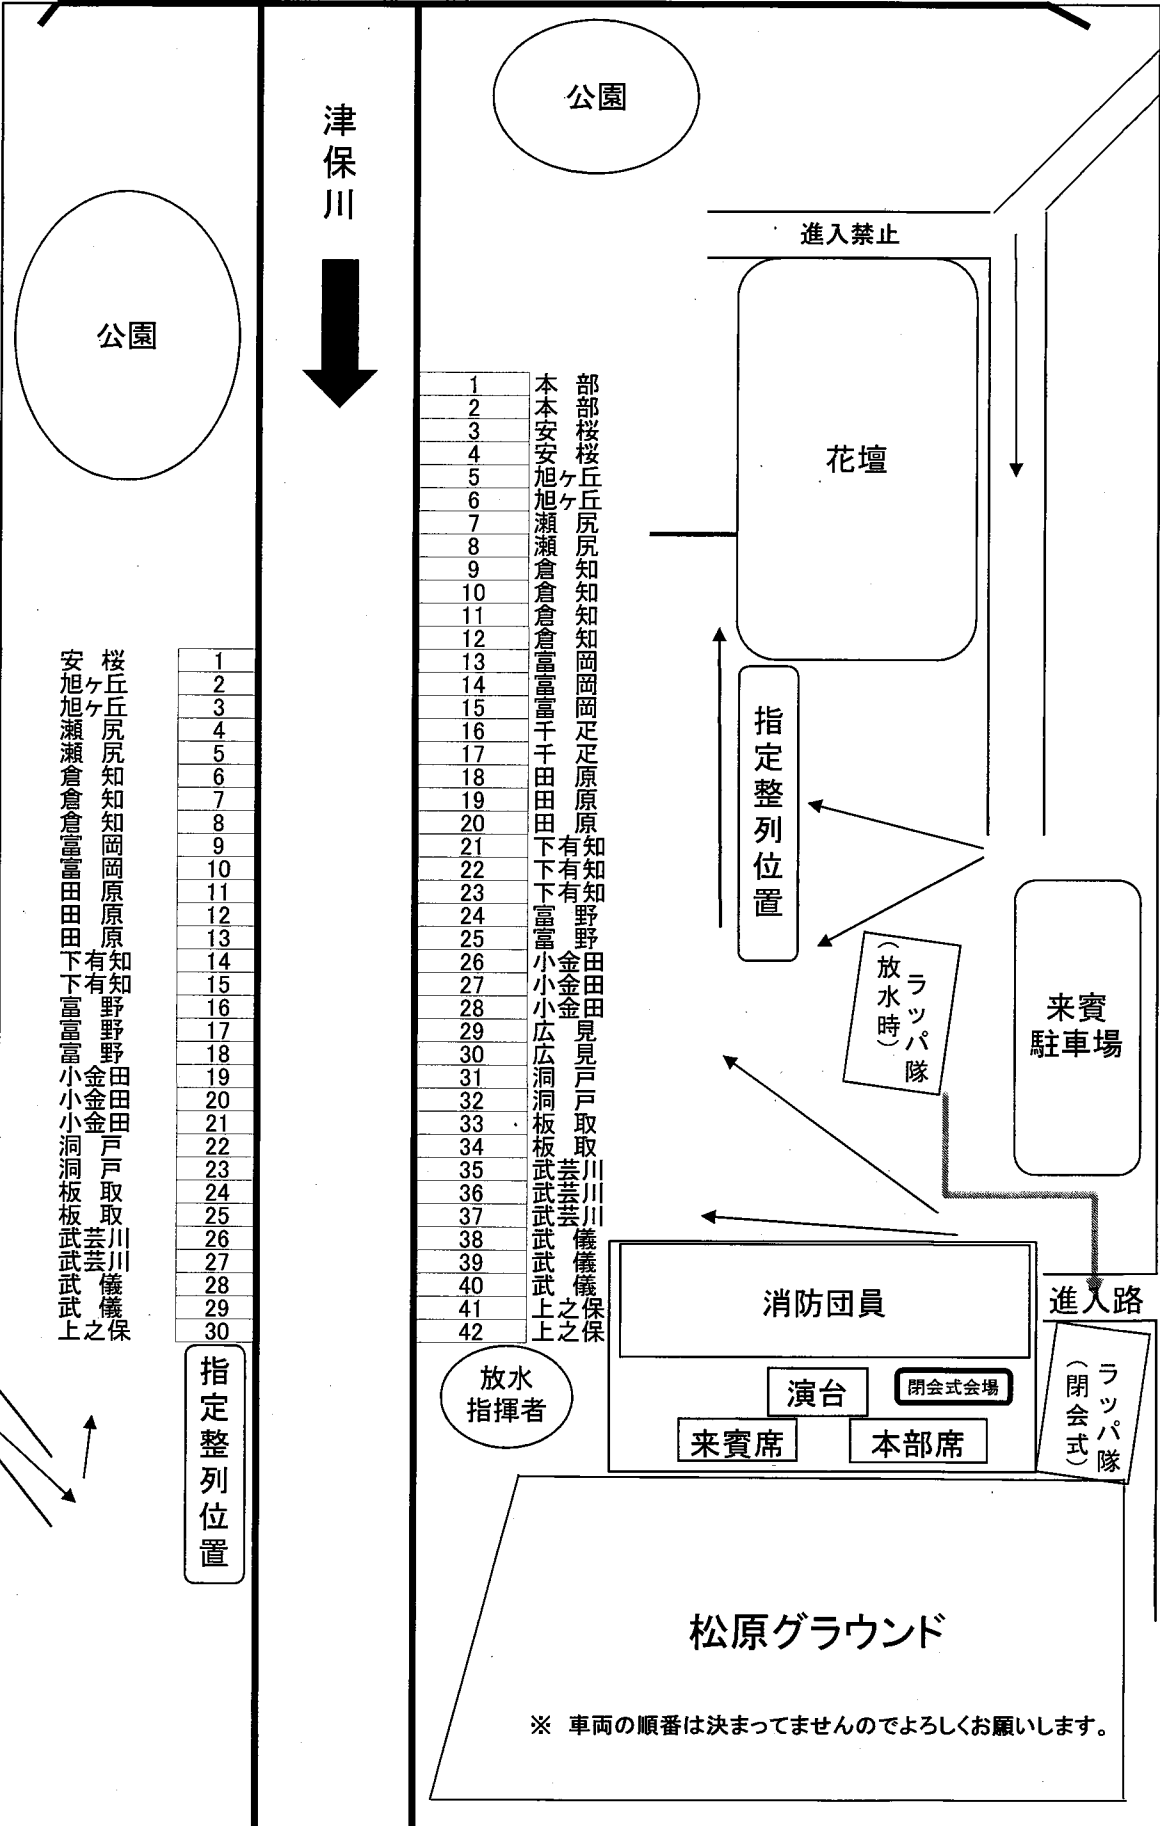 公園
津保川
公園
進入禁止
花壇
1 本部
2 本部
3 安桜
4 安桜
5 旭ヶ丘
6 旭ヶ丘
7 瀬尻
8 瀬尻
9 倉知
10 倉知
11 倉知
12 倉知
13 富岡
14 富岡
15 富岡
16 千疋
17 千疋
18 田原
19 田原
20 田原
21 下有知
22 下有知
23 下有知
24 富野
25 富野
26 小金田
27 小金田
28 小金田
29 広見
30 広見
31 洞戸
32 洞戸
33 板取
34 板取
35 武芸川
36 武芸川
37 武芸川
38 武儀
39 武儀
40 武儀
41 上之保
42 上之保
安桜 1
旭ヶ丘 2
旭ヶ丘 3
瀬尻 4
瀬尻 5
倉知 6
倉知 7
倉知 8
富岡 9
富岡 10
田原 11
田原 12
田原 13
下有知 14
下有知 15
富野 16
富野 17
富野 18
小金田 19
小金田 20
小金田 21
洞戸 22
洞戸 23
板取 24
板取 25
武芸川 26
武芸川 27
武儀 28
武儀 29
上之保 30
指定整列位置
指定整列位置
ラッパ隊
（放水時）
来賓
駐車場
進入路
消防団員
放水
指揮者
演台
閉会式会場
来賓席
本部席
ラッパ隊
（閉会式）
松原グラウンド
※ 車両の順番は決まってませんのでよろしくお願いします。